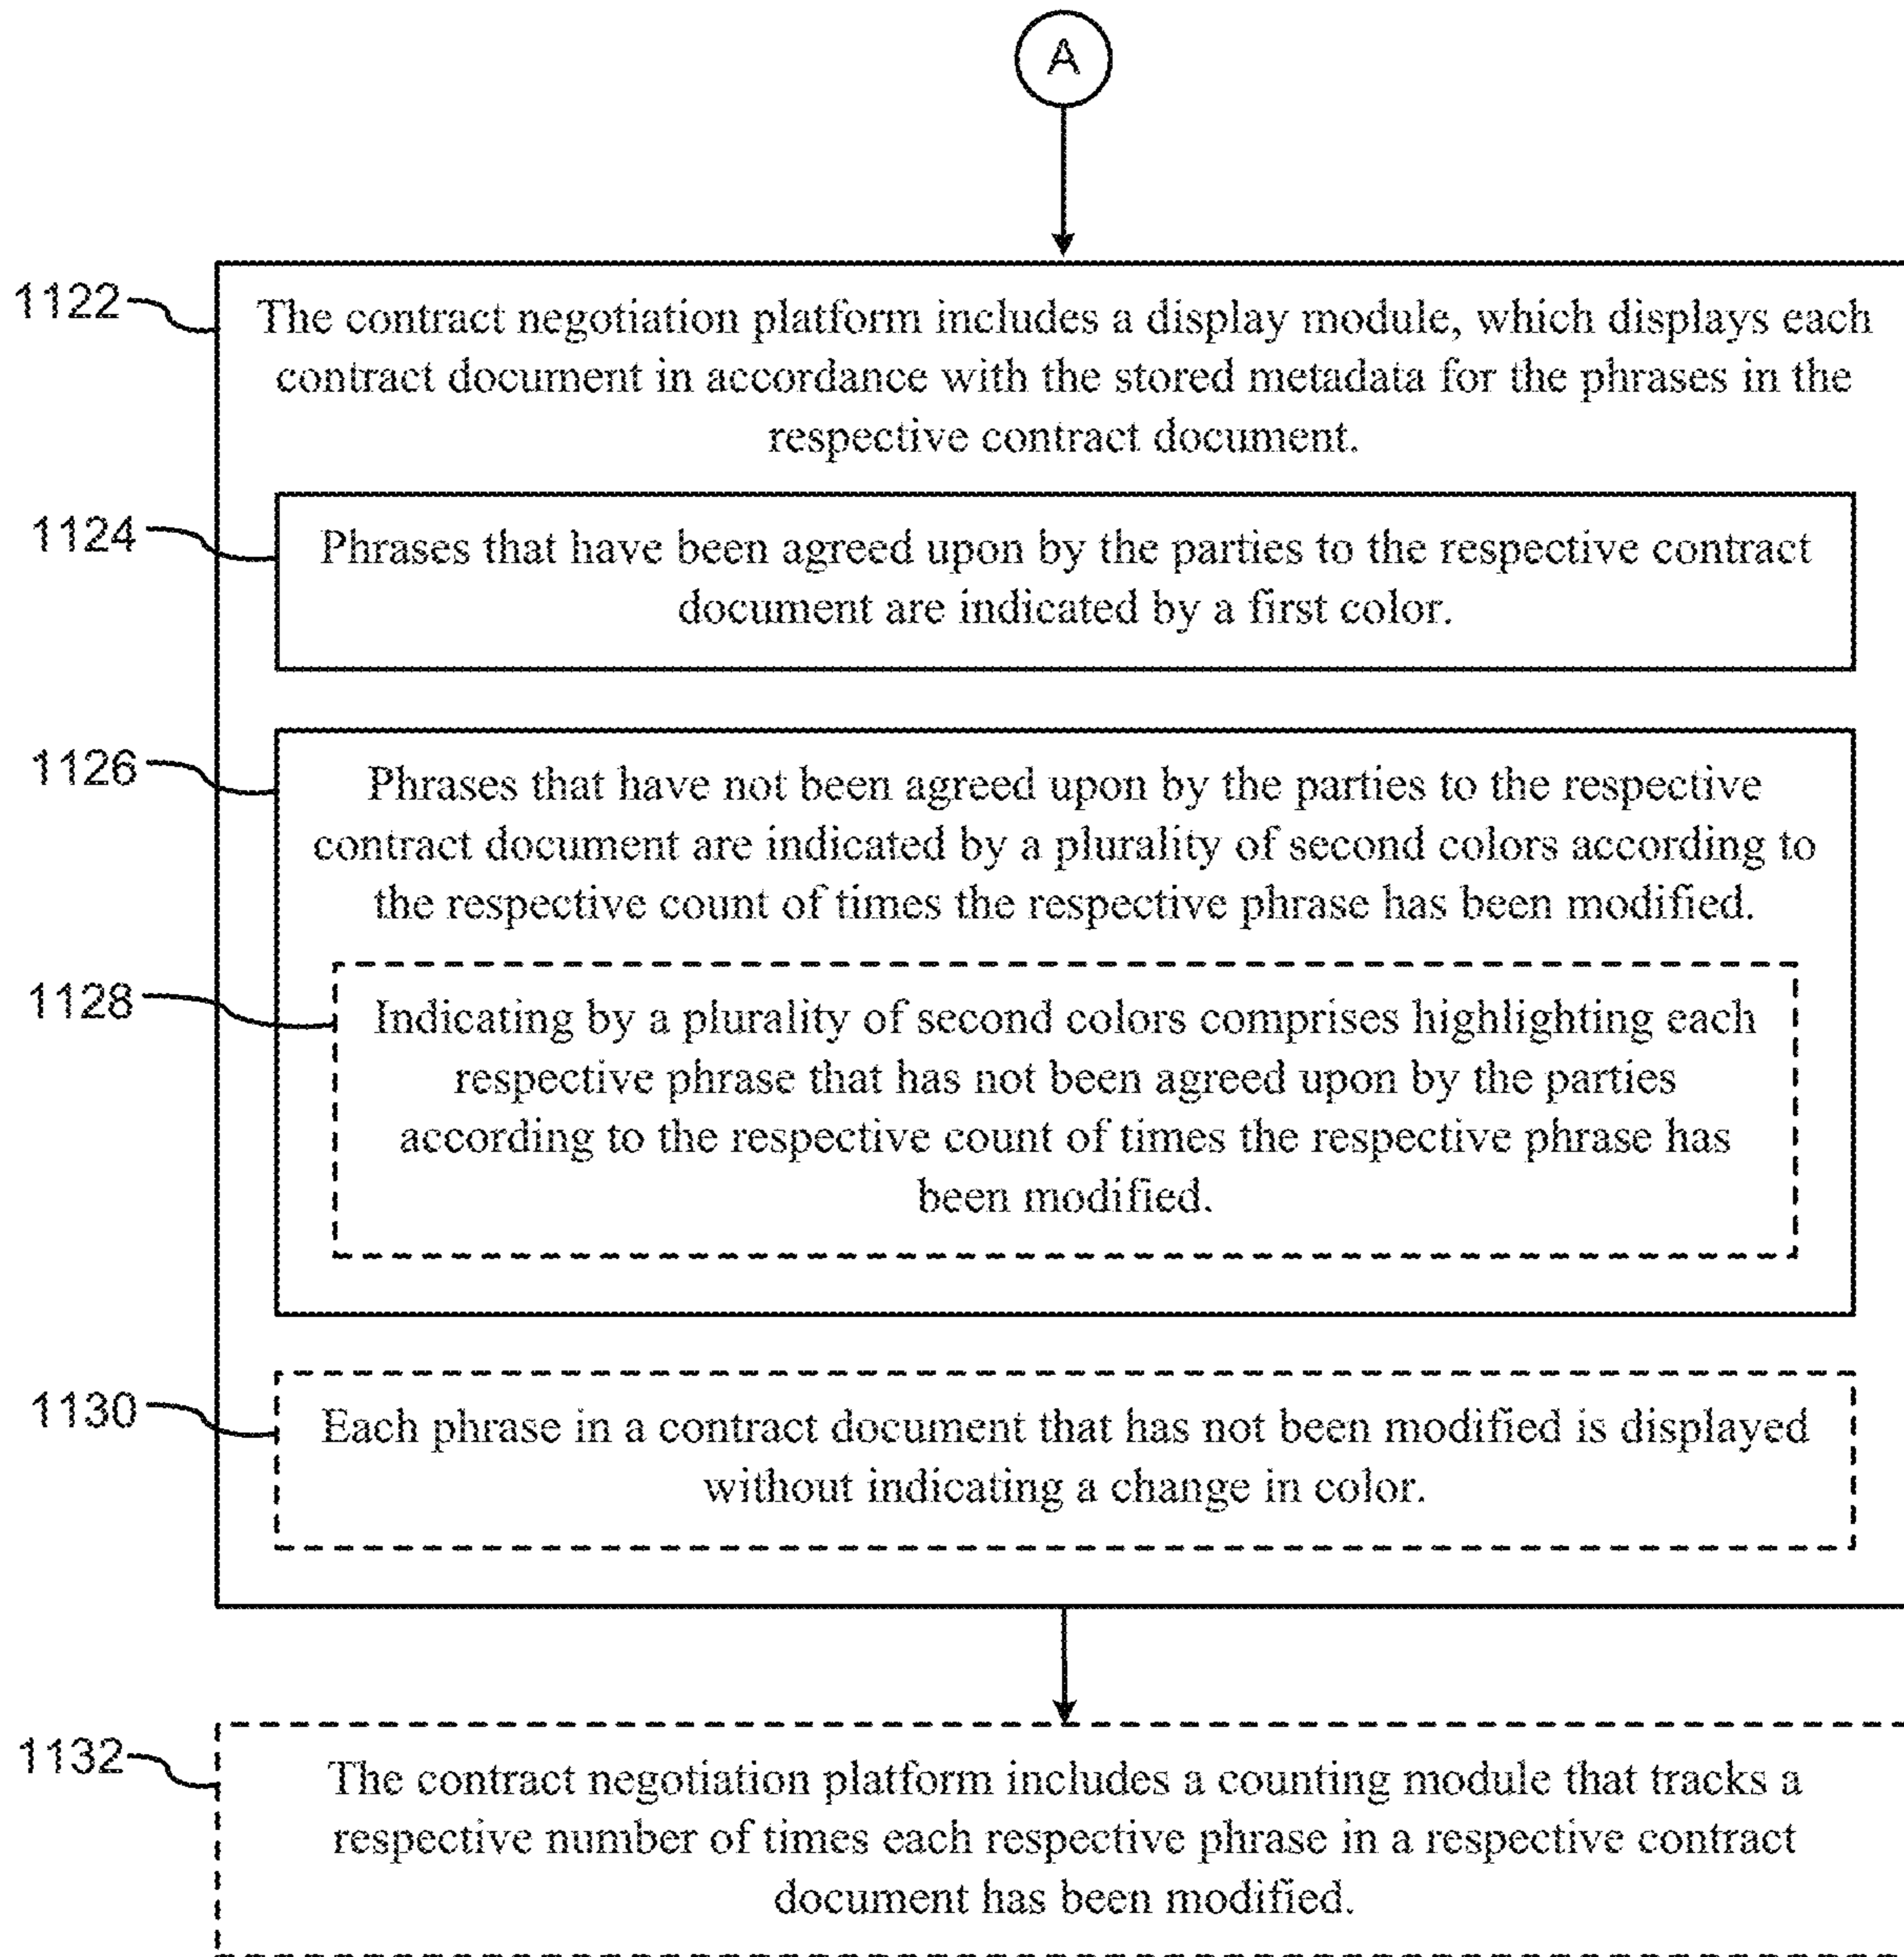 A
1122
The contract negotiation platform includes a display module, which displays each
contract document in accordance with the stored metadata for the phrases in the
respective contract document.
1124
Phrases that have been agreed upon by the parties to the respective contract
document are indicated by a first color.
1126
Phrases that have not been agreed upon by the parties to the respective
contract document are indicated by a plurality of second colors according to
the respective count of times the respective phrase has been modified.
1128
Indicating by a plurality of second colors comprises highlighting each
respective phrase that has not been agreed upon by the parties
according to the respective count of times the respective phrase has
been modified.
1130
Each phrase in a contract document that has not been modified is displayed
without indicating a change in color.
1132
The contract negotiation platform includes a counting module that tracks a
respective number of times each respective phrase in a respective contract
document has been modified.